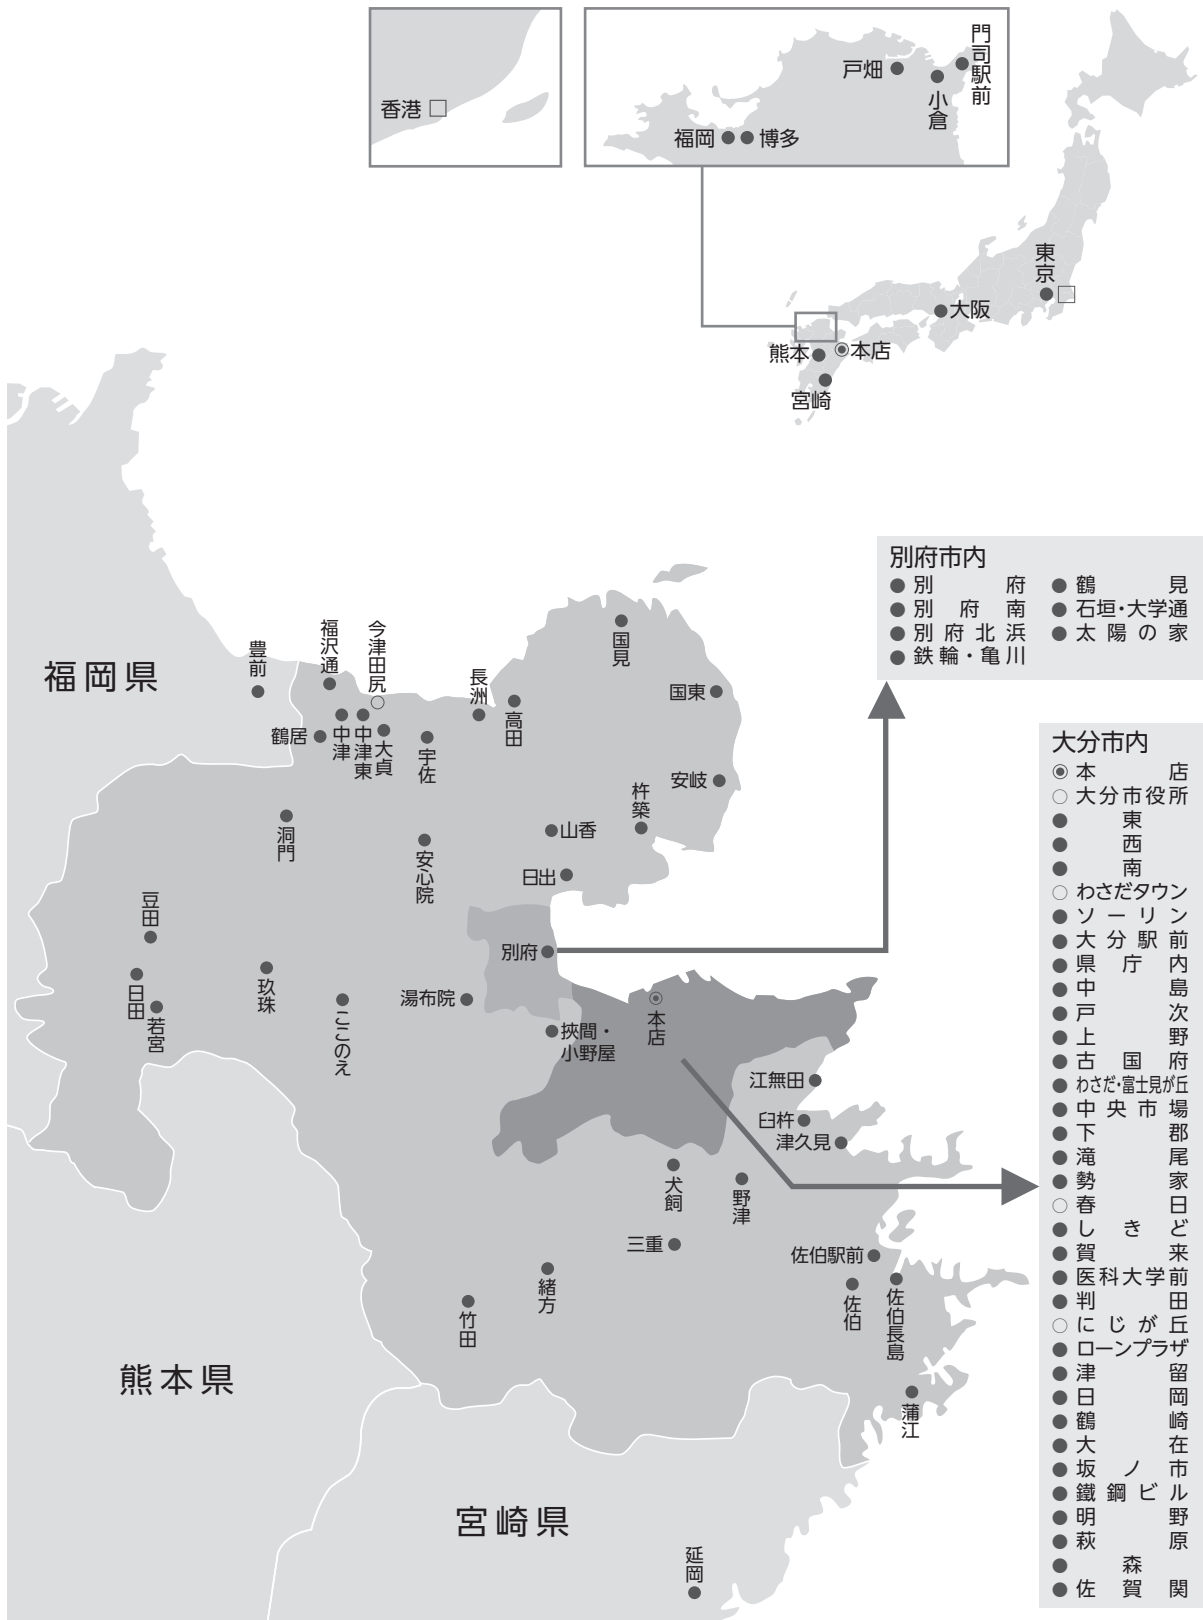 香港 □
戸畑 ●
● 小倉
● 門司駅前
福岡 ● ● 博多
東京
● □
● 大阪
熊本 ● ◎ 本店
● 宮崎
福岡県
豊前 ●
福沢通 ●
今津田尻 ○
鶴居 ●
● 中津
● 中津東
● 大貞
● 宇佐
長洲 ●
● 高田
● 国見
国東 ●
安岐 ●
杵築 ●
● 山香
日出 ●
● 洞門
● 安心院
豆田 ●
● 日田
● 若宮
● 玖珠
● ここのえ
湯布院 ●
別府 ●
● 挾間・
小野屋
◎ 本店
江無田 ●
臼杵 ●
津久見 ●
● 犬飼
● 野津
三重 ●
● 緒方
● 竹田
佐伯駅前 ●
● 佐伯
● 佐伯長島
● 蒲江
熊本県
宮崎県
延岡 ●
別府市内
● 別府
● 別府南
● 別府北浜
● 鉄輪・亀川
● 鶴見
● 石垣・大学通
● 太陽の家
大分市内
◎ 本店
○ 大分市役所
● 東
● 西
● 南
○ わさだタウン
● ソーリン
● 大分駅前
● 県庁内
● 中島
● 戸次
● 上野
● 古国府
● わさだ・富士見が丘
● 中央市場
● 下郡
● 滝尾
● 勢家
○ 春日
● しきど
● 賀来
● 医科大学前
● 判田
○ にじが丘
● ローンプラザ
● 津留
● 日岡
● 鶴崎
● 大在
● 坂ノ市
● 鐵鋼ビル
● 明野
● 萩原
● 森
● 佐賀関